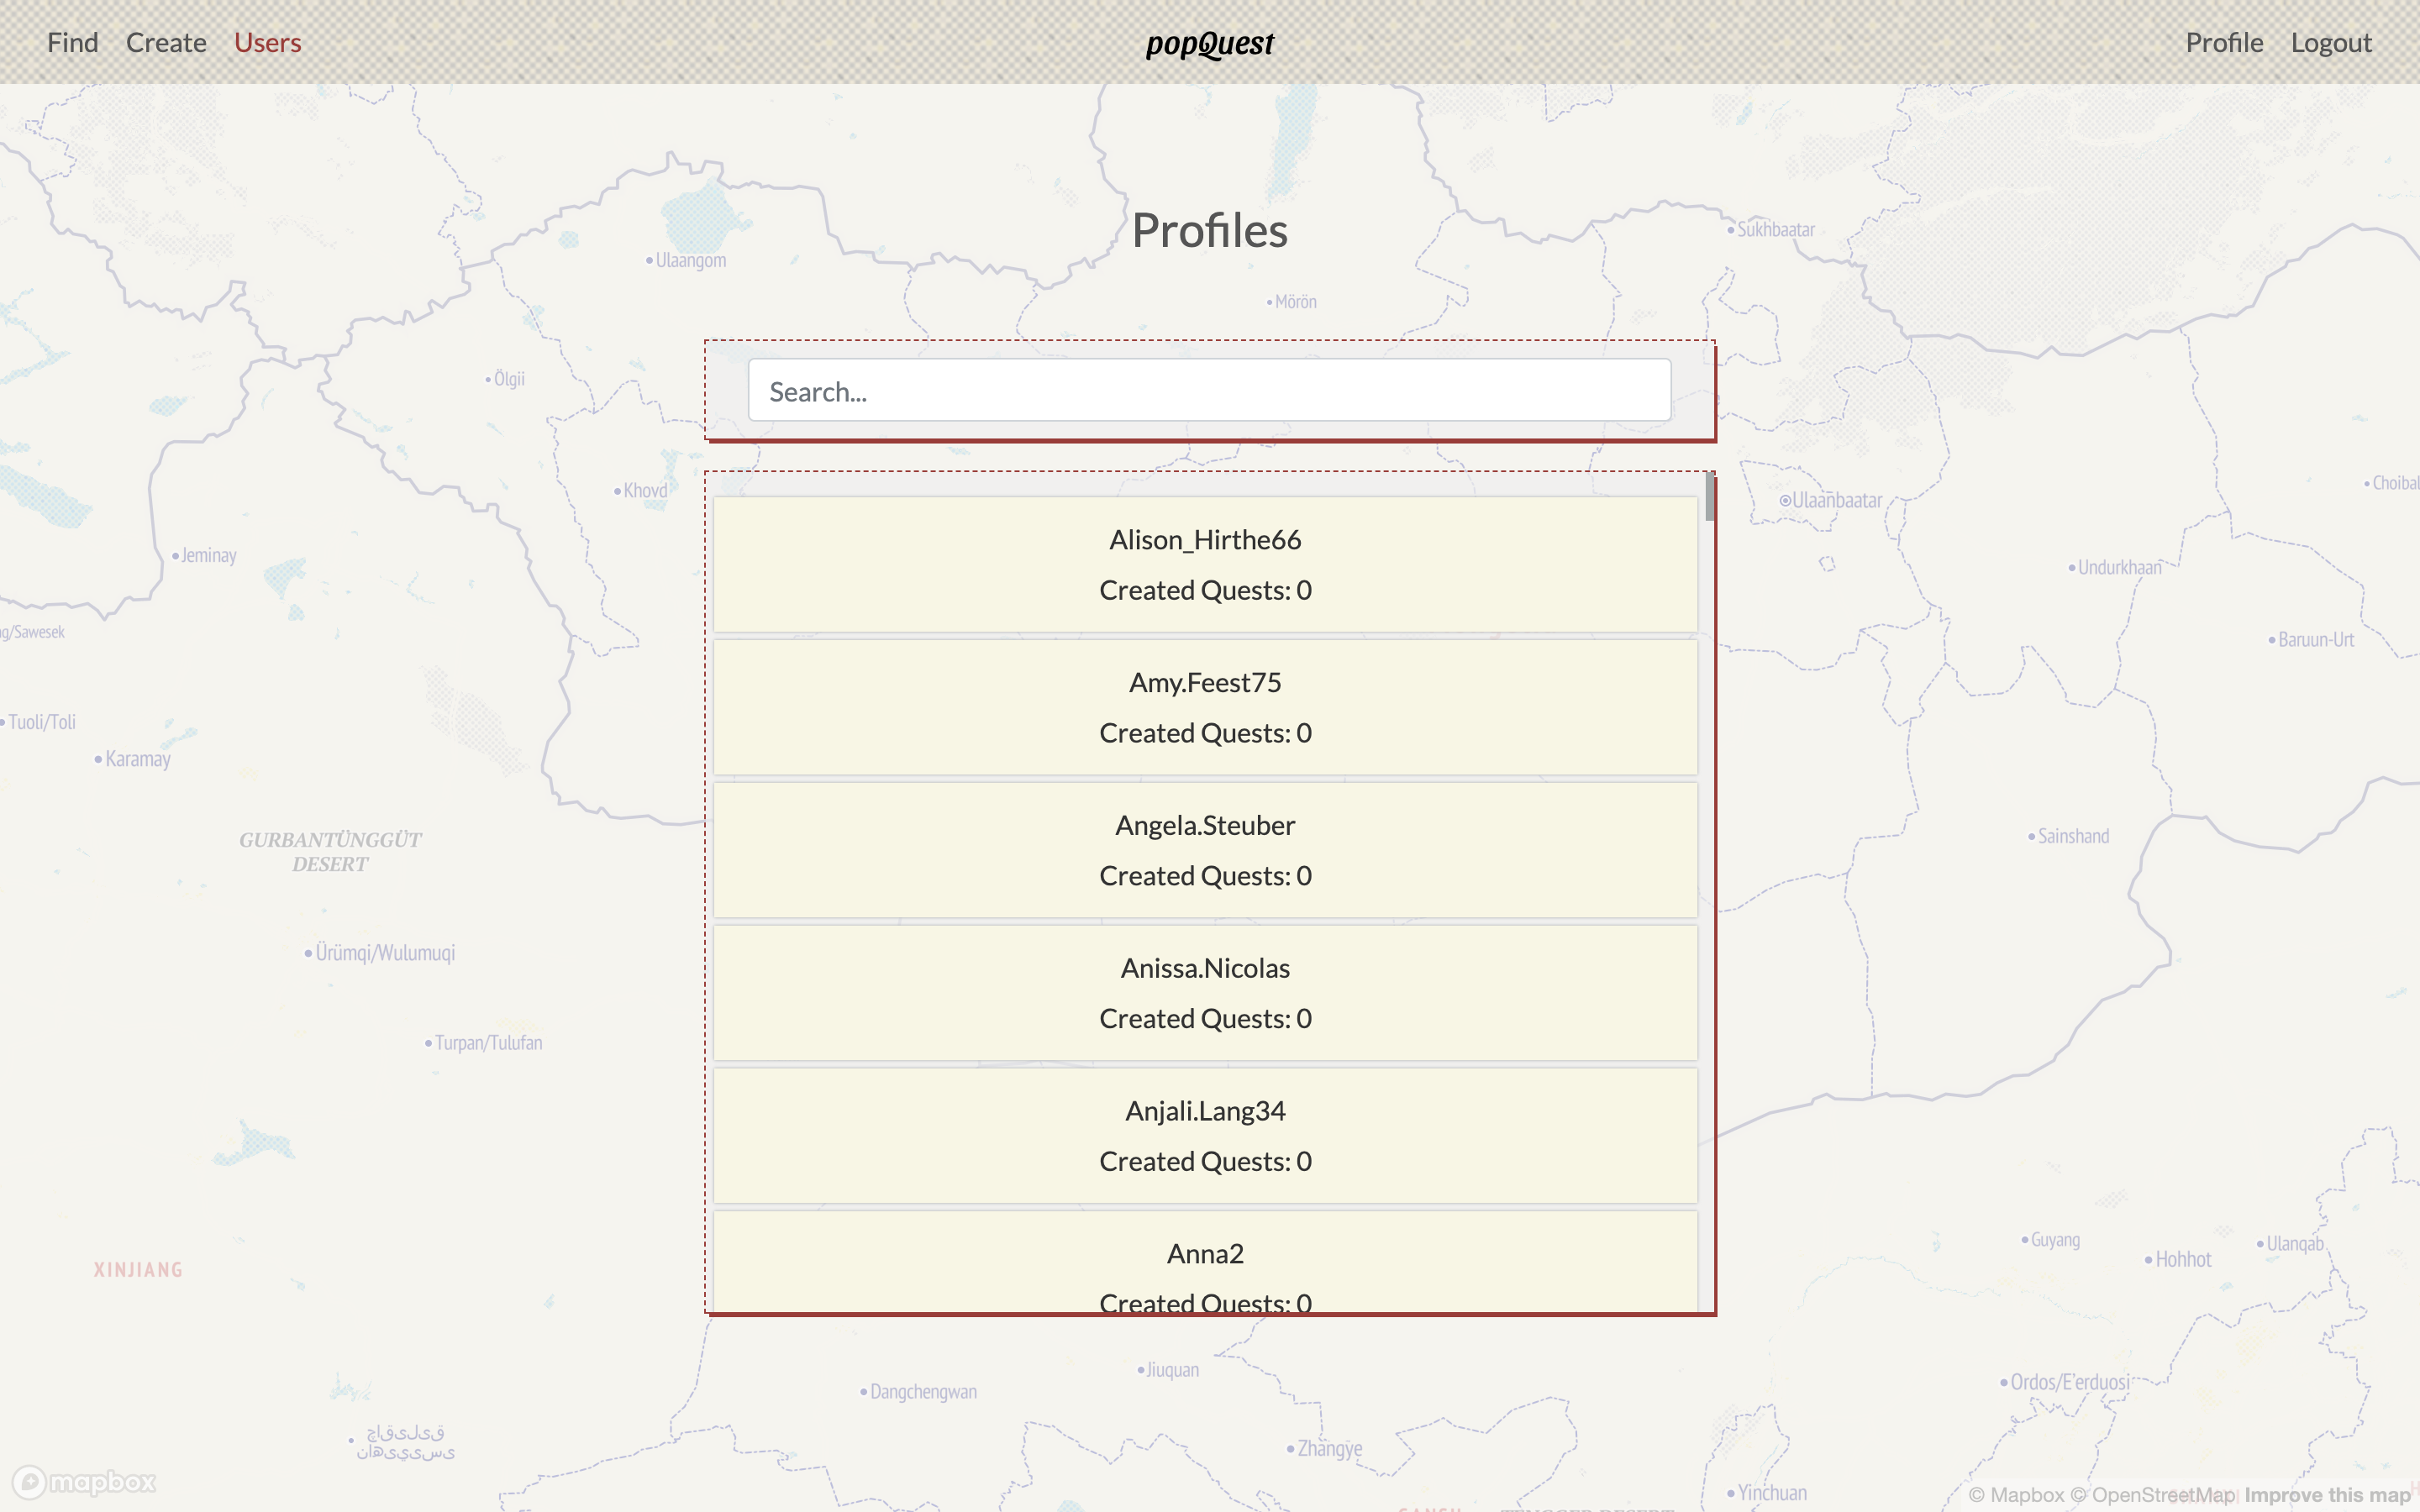 Find Create Users
popQuest
Profile Logout
Profiles
Sukhbaatar
Ulaangom
Mörön
Ölgii
Search...
Khovd
Ulaanbaatar
Choibal
Alison_Hirthe66
Created Quests: 0
Jeminay
Undurkhaan
ng/Sawesek
Baruun-Urt
Amy.Feest75
Created Quests: 0
Tuoli/Toli
Karamay
Angela.Steuber
Created Quests: 0
GURBANTÜNGGÜT
DESERT
Sainshand
Anissa.Nicolas
Created Quests: 0
Ürümqi/Wulumuqi
Turpan/Tulufan
Anjali.Lang34
Created Quests: 0
Anna2
Created Quests: 0
Guyang
Hohhot
Ulanqab
XINJIANG
Jiuquan
Dangchengwan
Ordos/E'erduosi
Zhangye
mapbox
Yinchuan
© Mapbox © OpenStreetMap Improve this map